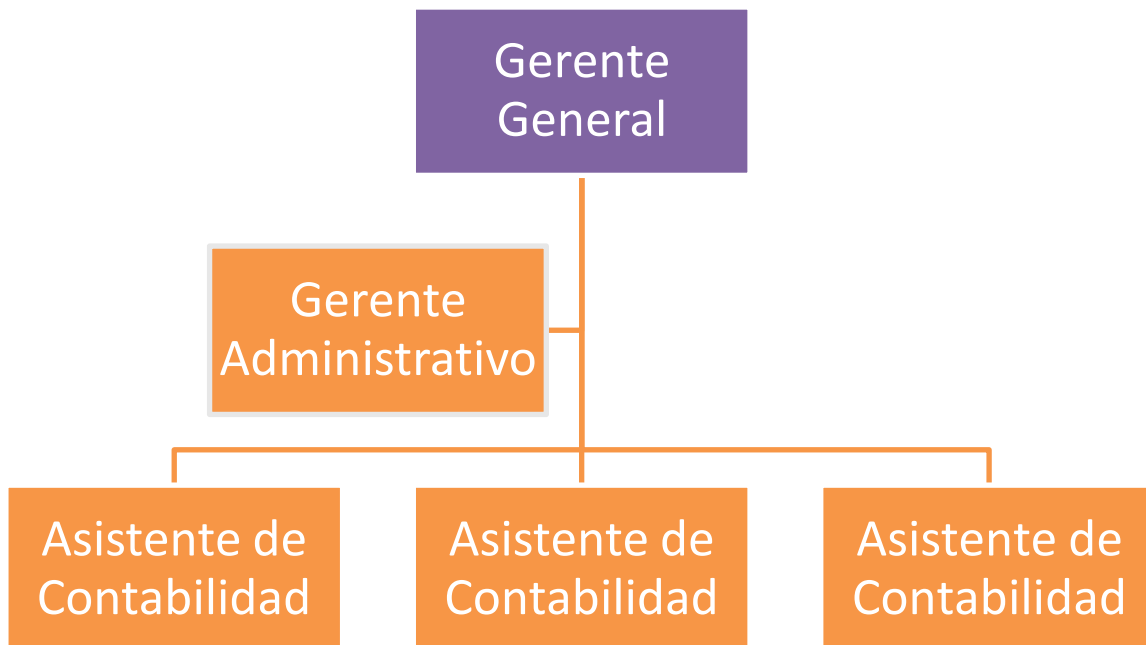 Gerente
General
Gerente
Administrativo
Asistente de
Contabilidad
Asistente de
Contabilidad
Asistente de
Contabilidad